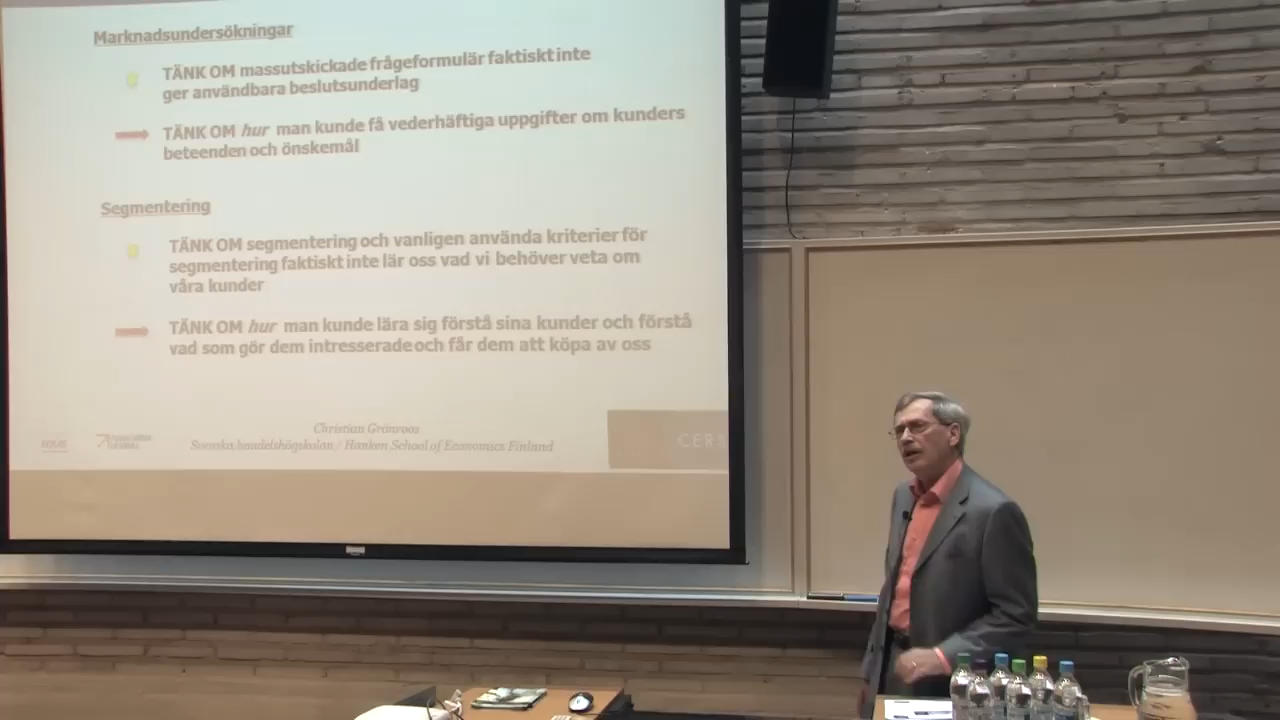 Marknadsundersökningar
TÄNK OM massutskickade frågeformulär faktiskt inte
ger användbara beslutsunderlag
TÄNK OM hur man kunde få vederhäftiga uppgifter om kunders
beteenden och önskemål
Segmentering
TÄNK OM segmentering och vanligen använda kriterier för
segmentering faktiskt inte lär oss vad vi behöver veta om
våra kunder
TÄNK OM hur man kunde lära sig förstå sina kunder och förstå
vad som gör dem intresserade och får dem att köpa av oss
Christian Grönroos
Svenska handelshögskolan / Hanken School of Economics Finland
EQUIS
CERS